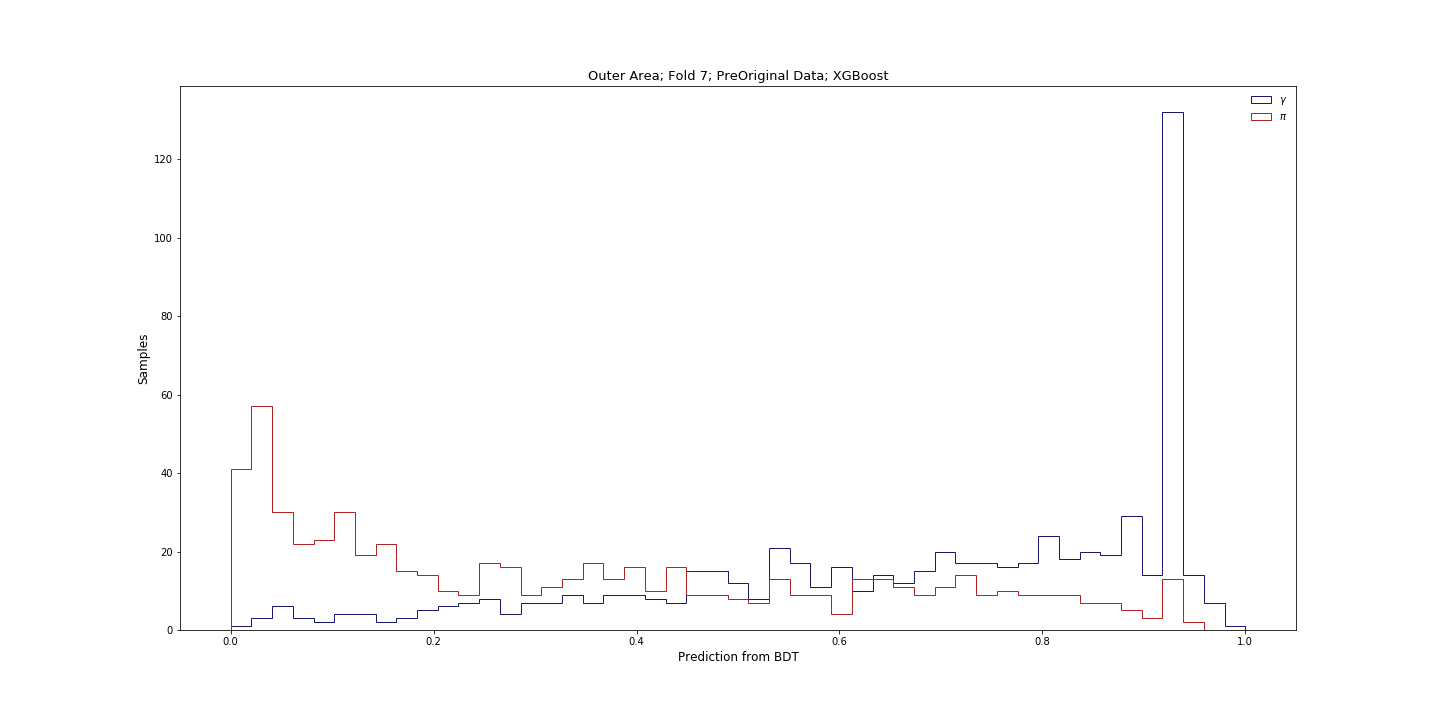 Outer Area; Fold 7; PreOriginal Data; XGBoost
γ
π
Samples
120
100
80
60
40
20
0
0.0 0.2 0.4 0.6 0.8 1.0
Prediction from BDT